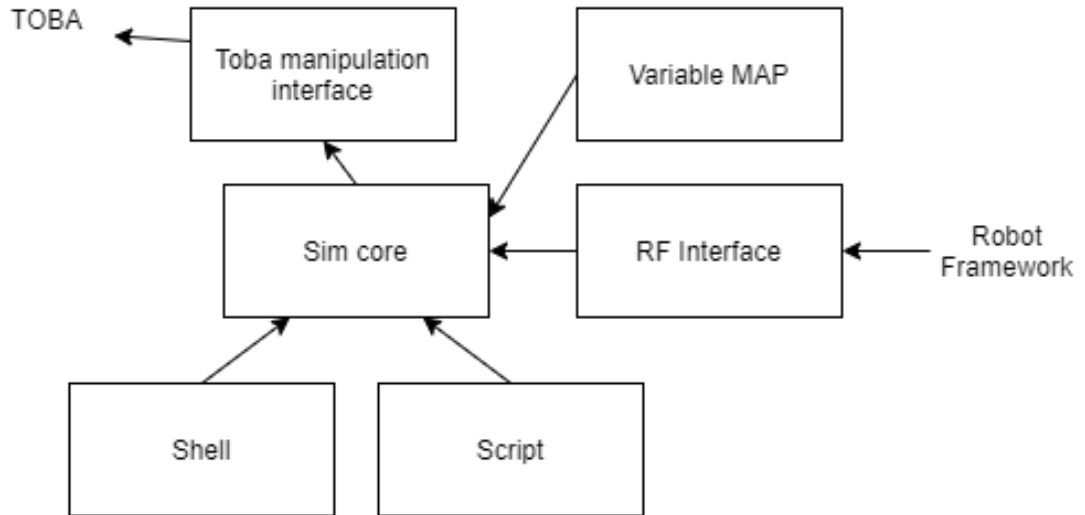 TOBA
Toba manipulation
interface
Variable MAP
Sim core
RF Interface
Robot
Framework
Shell
Script